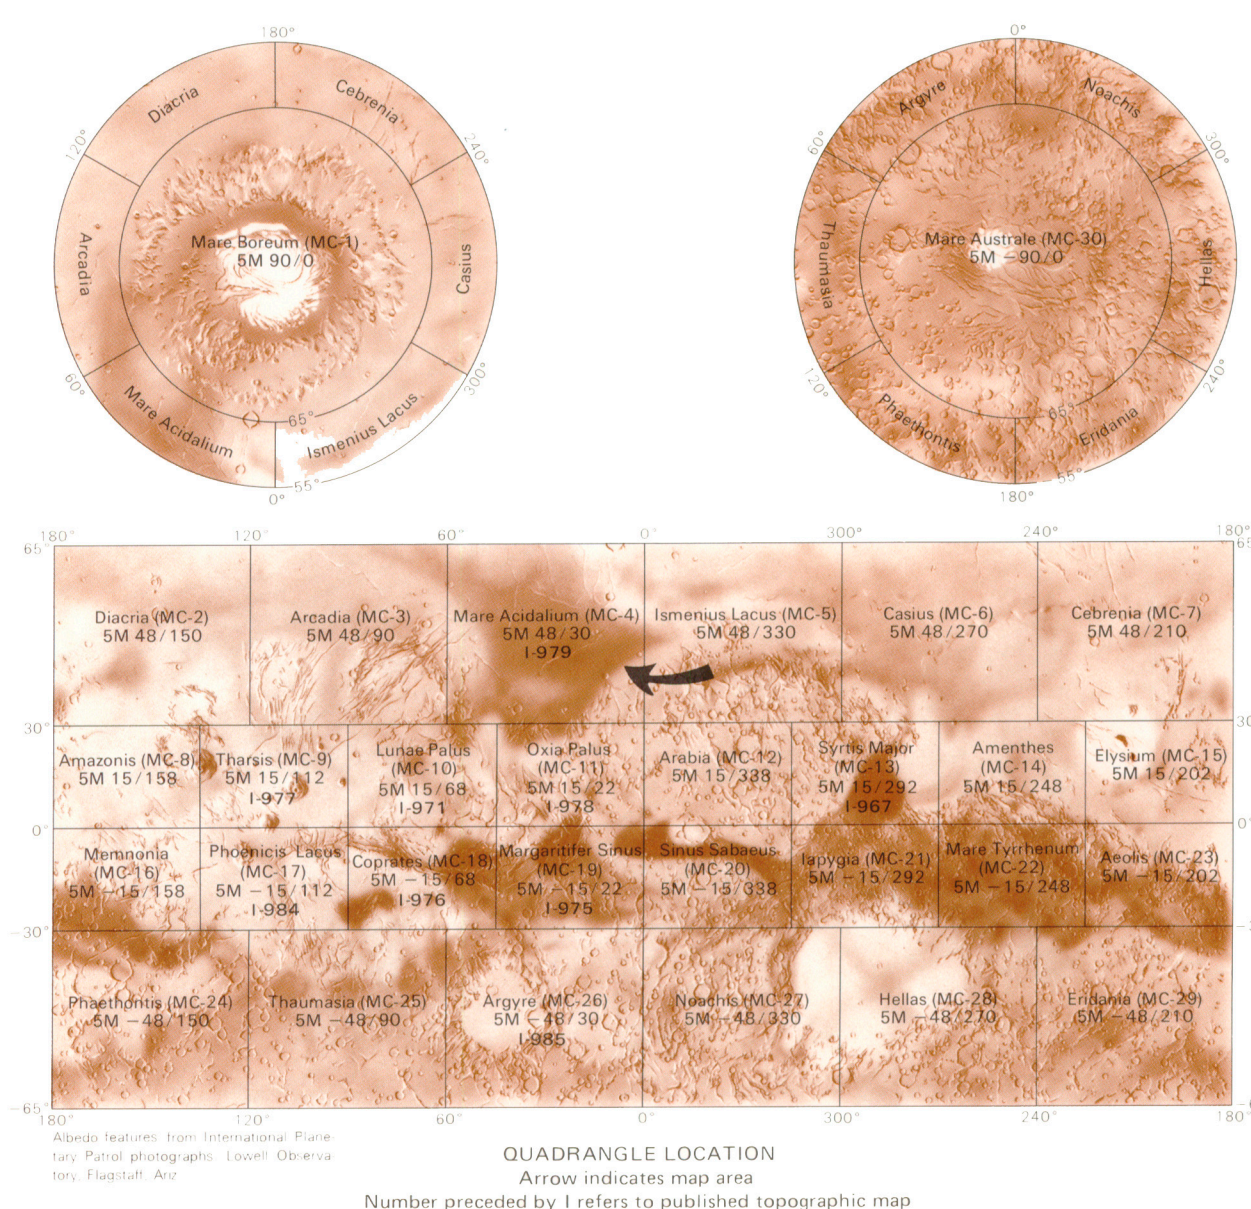 180°
Diacria
Cebrenia
120°
240°
Arcadia
Mare Boreum (MC-1)
5M 90/0
Casius
60°
300°
Mare Acidalium
65°
Ismenius Lacus
55°
0°
0°
Argyre
Noachis
60°
300°
Thaumasia
Mare Australe (MC-30)
5M −90/0
Hellas
120°
240°
Phaethontis
65°
Eridania
55°
180°
180° 120° 60° 0° 300° 240° 180°
65° 65
Diacria (MC-2)
5M 48/150
Arcadia (MC-3)
5M 48/90
Mare Acidalium (MC-4)
5M 48/30
I-979
Ismenius Lacus (MC-5)
5M 48/330
Casius (MC-6)
5M 48/270
Cebrenia (MC-7)
5M 48/210
30° 30
Amazonis (MC-8)
5M 15/158
Tharsis (MC-9)
5M 15/112
I-977
Lunae Palus
(MC-10)
5M 15/68
I-971
Oxia Palus
(MC-11)
5M 15/22
I-978
Arabia (MC-12)
5M 15/338
Syrtis Major
(MC-13)
5M 15/292
I-967
Amenthes
(MC-14)
5M 15/248
Elysium (MC-15)
5M 15/202
0° 0°
Memnonia
(MC-16)
5M −15/158
Phoenicis Lacus
(MC-17)
5M −15/112
I-984
Coprates (MC-18)
5M −15/68
I-976
Margaritifer Sinus
(MC-19)
5M −15/22
I-975
Sinus Sabaeus
(MC-20)
5M −15/338
Iapygia (MC-21)
5M −15/292
Mare Tyrrhenum
(MC-22)
5M −15/248
Aeolis (MC-23)
5M −15/202
−30° −3
Phaethontis (MC-24)
5M −48/150
Thaumasia (MC-25)
5M −48/90
Argyre (MC-26)
5M −48/30
I-985
Noachis (MC-27)
5M −48/330
Hellas (MC-28)
5M −48/270
Eridania (MC-29)
5M −48/210
−65° −6
180° 120° 60° 0° 300° 240° 180°
Albedo features from International Plane-
tary Patrol photographs Lowell Observa
tory, Flagstaff, Ariz
QUADRANGLE LOCATION
Arrow indicates map area
Number preceded by I refers to published topographic map